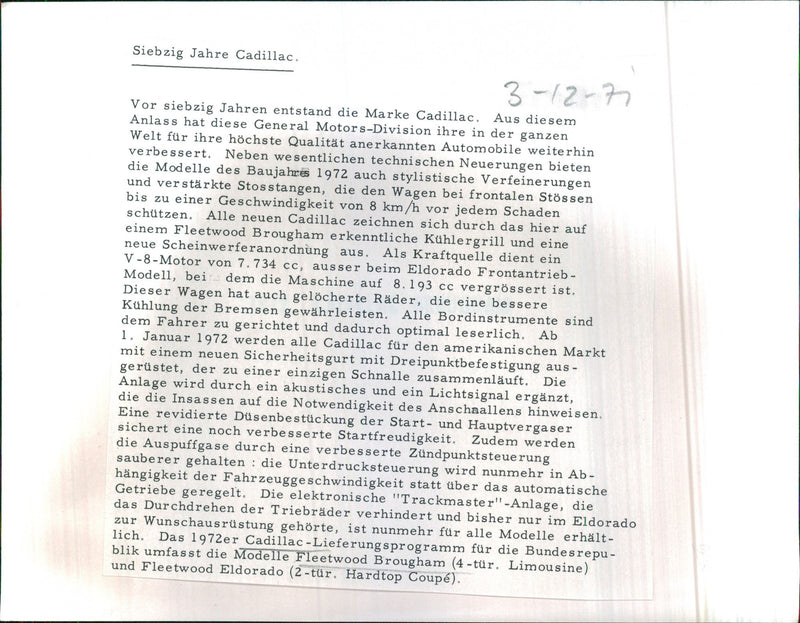 Siebzig Jahre Cadillac.
3-12-71
Vor siebzig Jahren entstand die Marke Cadillac. Aus diesem
Anlass hat diese General Motors-Division ihre in der ganzen
Welt für ihre höchste Qualität anerkannten Automobile weiterhin
verbessert. Neben wesentlichen technischen Neuerungen bieten
die Modelle des Baujahres 1972 auch stylistische Verfeinerungen
und verstärkte Stosstangen, die den Wagen bei frontalen Stössen
bis zu einer Geschwindigkeit von 8 km/h vor jedem Schaden
schützen. Alle neuen Cadillac zeichnen sich durch das hier auf
einem Fleetwood Brougham erkenntliche Kühlergrill und eine
neue Scheinwerferanordnung aus. Als Kraftquelle dient ein
V-8-Motor von 7.734 cc, ausser beim Eldorado Frontantrieb-
Modell, bei dem die Maschine auf 8.193 cc vergrössert ist.
Dieser Wagen hat auch gelöcherte Räder, die eine bessere
Kühlung der Bremsen gewährleisten. Alle Bordinstrumente sind
dem Fahrer zu gerichtet und dadurch optimal leserlich. Ab
1. Januar 1972 werden alle Cadillac für den amerikanischen Markt
mit einem neuen Sicherheitsgurt mit Dreipunktbefestigung aus-
gerüstet, der zu einer einzigen Schnalle zusammenläuft. Die
Anlage wird durch ein akustisches und ein Lichtsignal ergänzt,
die die Insassen auf die Notwendigkeit des Anschnallens hinweisen.
Eine revidierte Düsenbestückung der Start- und Hauptvergaser
sichert eine noch verbesserte Startfreudigkeit. Zudem werden
die Auspuffgase durch eine verbesserte Zündpunktsteuerung
sauberer gehalten : die Unterdrucksteuerung wird nunmehr in Ab-
hängigkeit der Fahrzeuggeschwindigkeit statt über das automatische
Getriebe geregelt. Die elektronische "Trackmaster"-Anlage, die
das Durchdrehen der Triebräder verhindert und bisher nur im Eldorado
zur Wunschausrüstung gehörte, ist nunmehr für alle Modelle erhält-
lich. Das 1972er Cadillac-Lieferungsprogramm für die Bundesrepu-
blik umfasst die Modelle Fleetwood Brougham (4-tür. Limousine)
und Fleetwood Eldorado (2-tür. Hardtop Coupé).